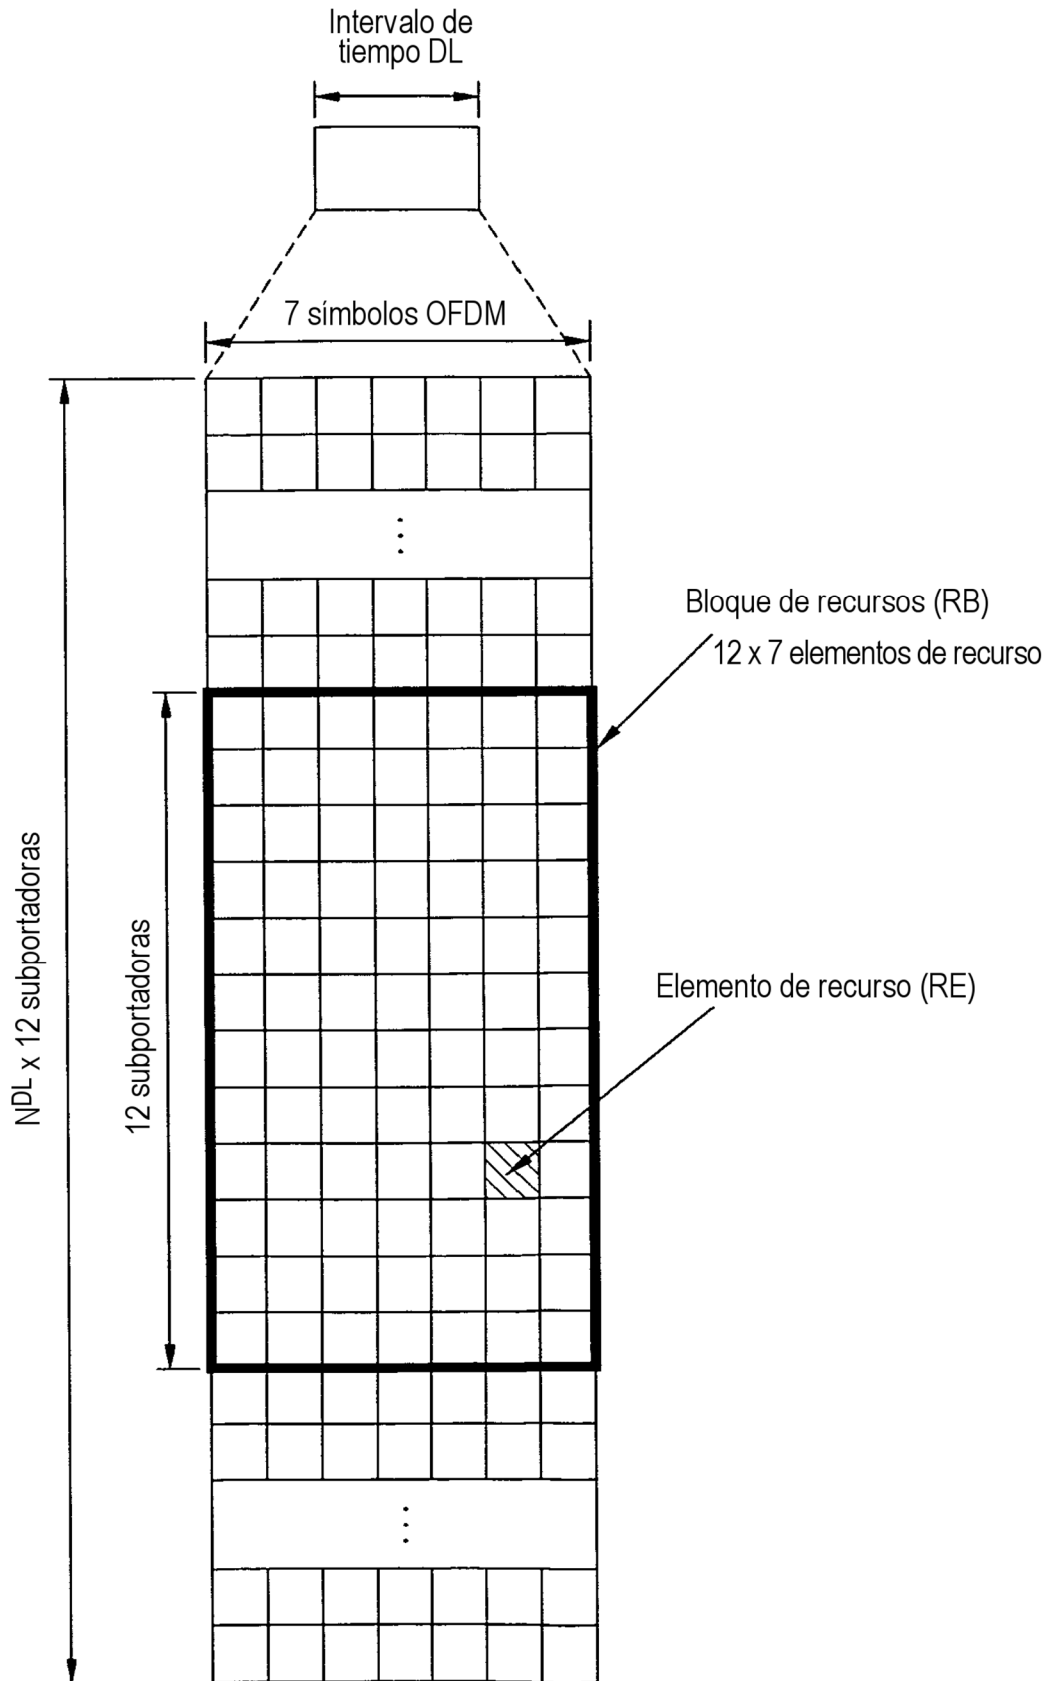 Intervalo de
tiempo DL
7 símbolos OFDM
Bloque de recursos (RB)
12 x 7 elementos de recurso
Elemento de recurso (RE)
12 subportadoras
NDL x 12 subportadoras